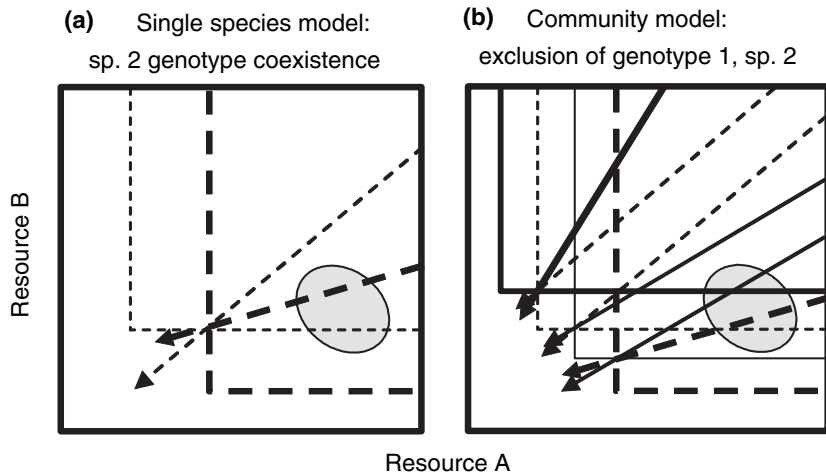 (a) Single species model:
sp. 2 genotype coexistence
(b) Community model:
exclusion of genotype 1, sp. 2
Resource B
Resource A